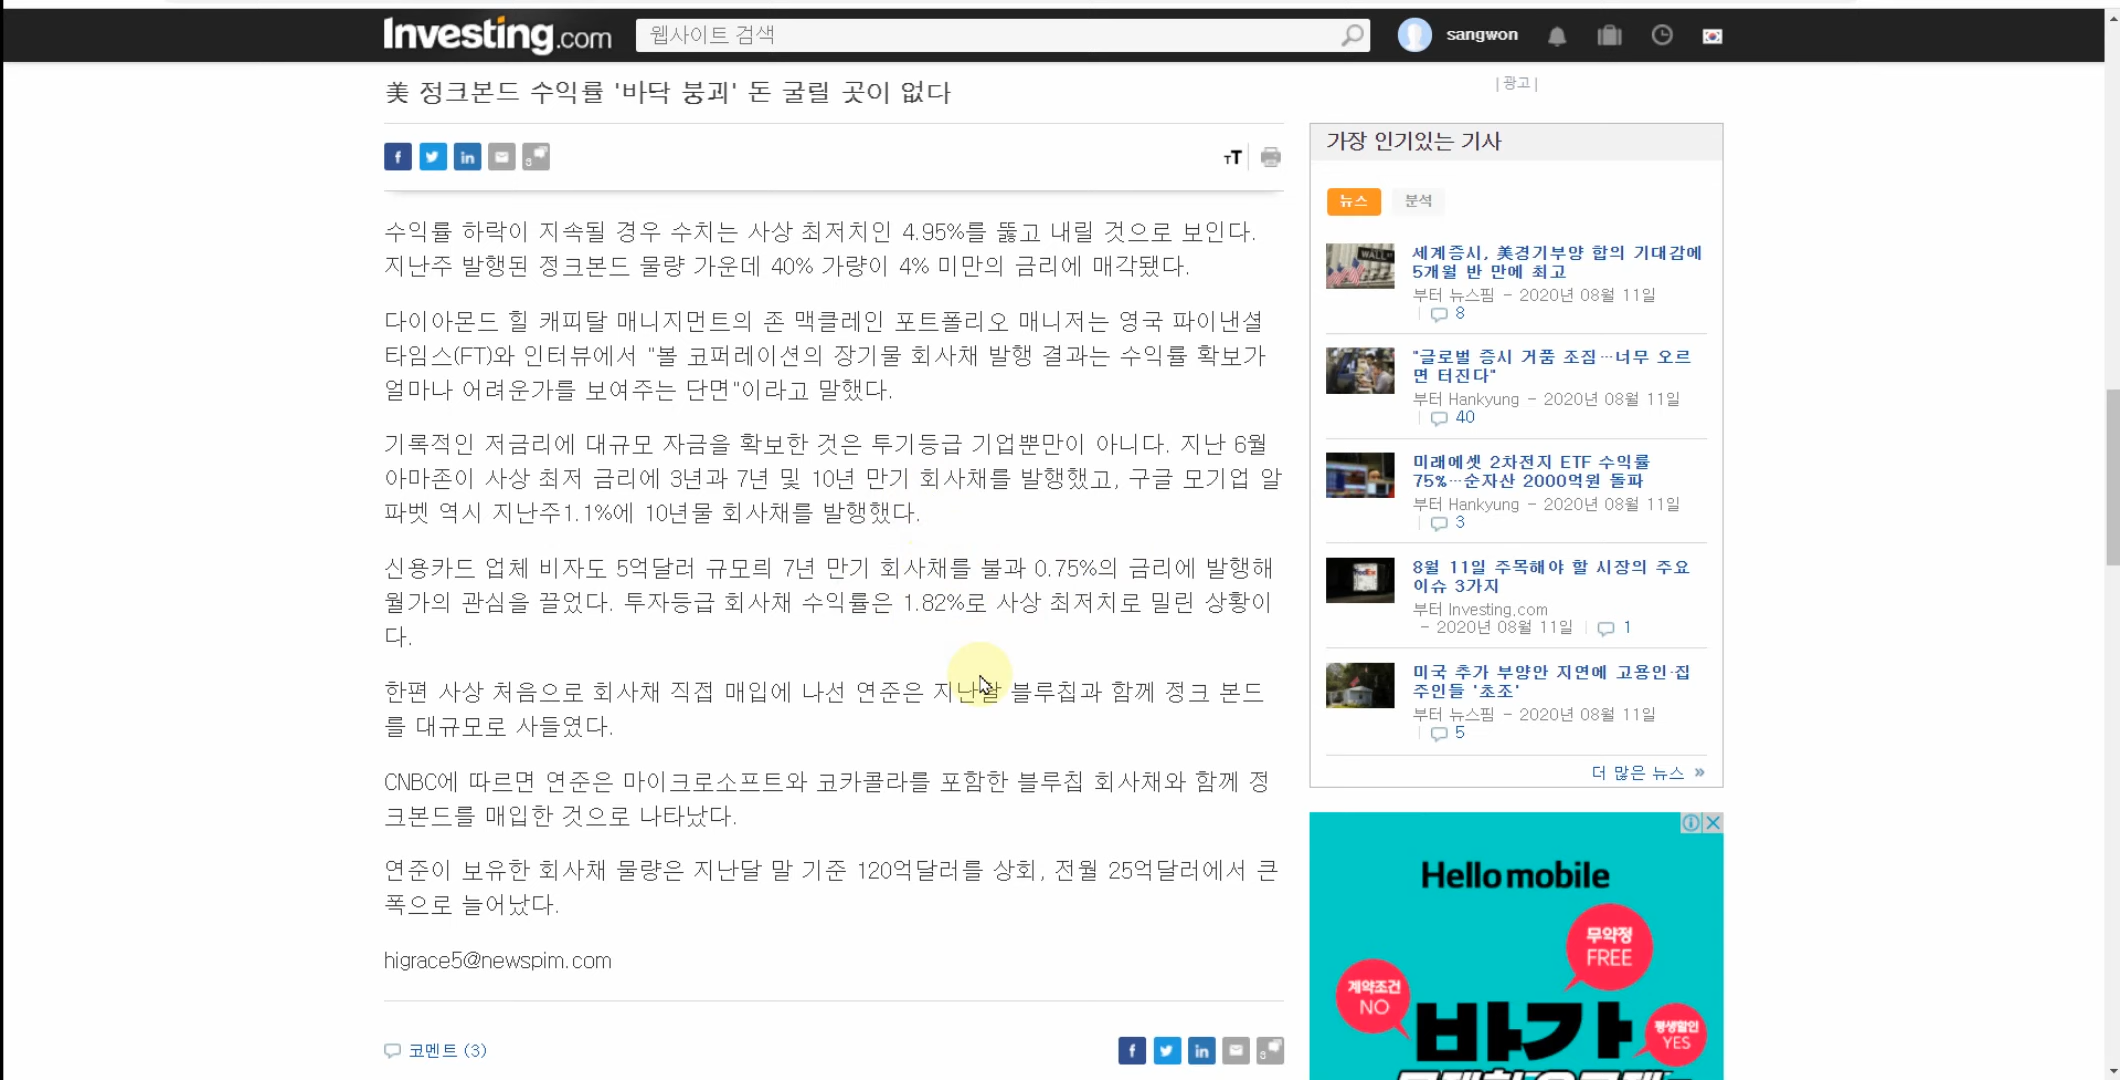 Investing.com
웹사이트 검색
sangwon
美 정크본드 수익률 '바닥 붕괴' 돈 굴릴 곳이 없다
f
in
3
TT
수익률 하락이 지속될 경우 수치는 사상 최저치인 4.95%를 뚫고 내릴 것으로 보인다.
지난주 발행된 정크본드 물량 가운데 40% 가량이 4% 미만의 금리에 매각됐다.
다이아몬드 힐 캐피탈 매니지먼트의 존 맥클레인 포트폴리오 매니저는 영국 파이낸셜
타임스(FT)와 인터뷰에서 "볼 코퍼레이션의 장기물 회사채 발행 결과는 수익률 확보가
얼마나 어려운가를 보여주는 단면"이라고 말했다.
기록적인 저금리에 대규모 자금을 확보한 것은 투기등급 기업뿐만이 아니다. 지난 6월
아마존이 사상 최저 금리에 3년과 7년 및 10년 만기 회사채를 발행했고, 구글 모기업 알
파벳 역시 지난주1.1%에 10년물 회사채를 발행했다.
신용카드 업체 비자도 5억달러 규모릐 7년 만기 회사채를 불과 0.75%의 금리에 발행해
월가의 관심을 끌었다. 투자등급 회사채 수익률은 1.82%로 사상 최저치로 밀린 상황이
다.
한편 사상 처음으로 회사채 직접 매입에 나선 연준은 지난달 블루칩과 함께 정크 본드
를 대규모로 사들였다.
CNBC에 따르면 연준은 마이크로소프트와 코카콜라를 포함한 블루칩 회사채와 함께 정
크본드를 매입한 것으로 나타났다.
연준이 보유한 회사채 물량은 지난달 말 기준 120억달러를 상회, 전월 25억달러에서 큰
폭으로 늘어났다.
higrace5@newspim.com
코멘트 (3)
f
in
3
|광고|
가장 인기있는 기사
뉴스
분석
세계증시, 美경기부양 합의 기대감에
5개월 반 만에 최고
부터 뉴스핌 - 2020년 08월 11일
8
"글로벌 증시 거품 조짐…너무 오르
면 터진다"
부터 Hankyung - 2020년 08월 11일
40
미래에셋 2차전지 ETF 수익률
75%…순자산 2000억원 돌파
부터 Hankyung - 2020년 08월 11일
3
8월 11일 주목해야 할 시장의 주요
이슈 3가지
부터 Investing.com
- 2020년 08월 11일
1
미국 추가 부양안 지연에 고용인·집
주인들 '초조'
부터 뉴스핌 - 2020년 08월 11일
5
더 많은 뉴스 »
Hello mobile
무약정
FREE
계약조건
NO
바가
평생할인
YES